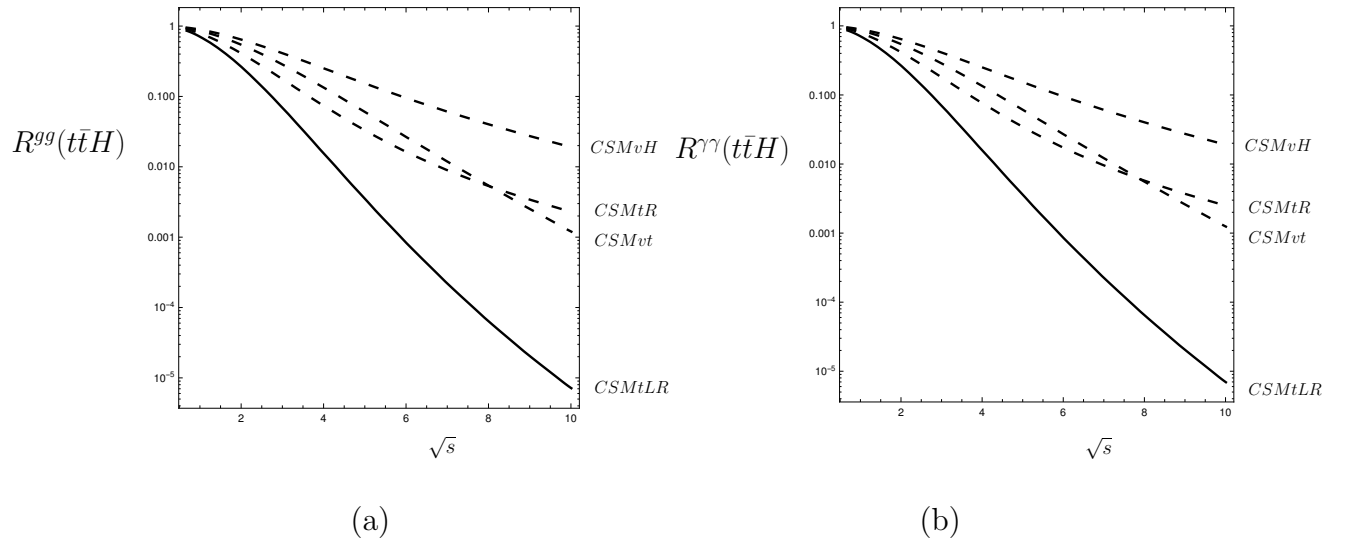 1
0.100
0.010
0.001
10⁻⁴
10⁻⁵
R^{gg}(tt̄H)
CSMvH
CSMtR
CSMvt
CSMtLR
2 4 6 8 10
√s
(a)
1
0.100
0.010
0.001
10⁻⁴
10⁻⁵
R^{γγ}(tt̄H)
CSMvH
CSMtR
CSMvt
CSMtLR
2 4 6 8 10
√s
(b)